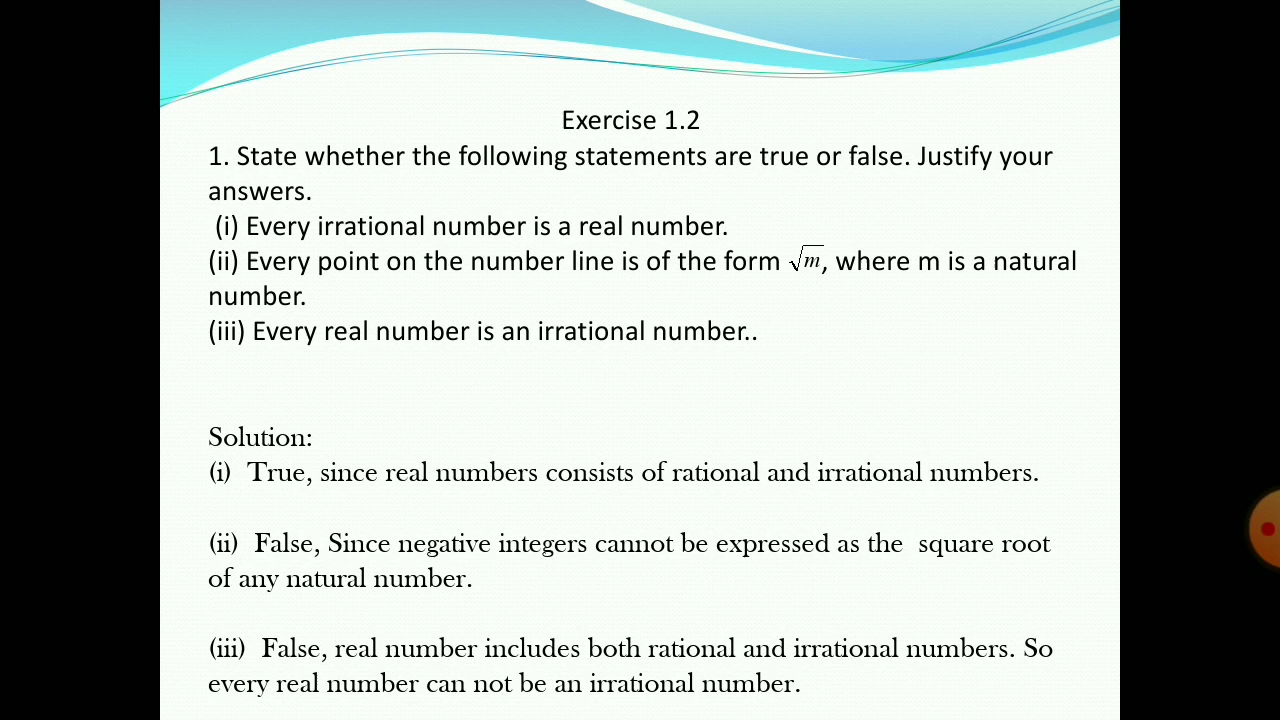 Exercise 1.2
1. State whether the following statements are true or false. Justify your
answers.
(i) Every irrational number is a real number.
(ii) Every point on the number line is of the form √m, where m is a natural
number.
(iii) Every real number is an irrational number..
Solution:
(i) True, since real numbers consists of rational and irrational numbers.
(ii) False, Since negative integers cannot be expressed as the square root
of any natural number.
(iii) False, real number includes both rational and irrational numbers. So
every real number can not be an irrational number.